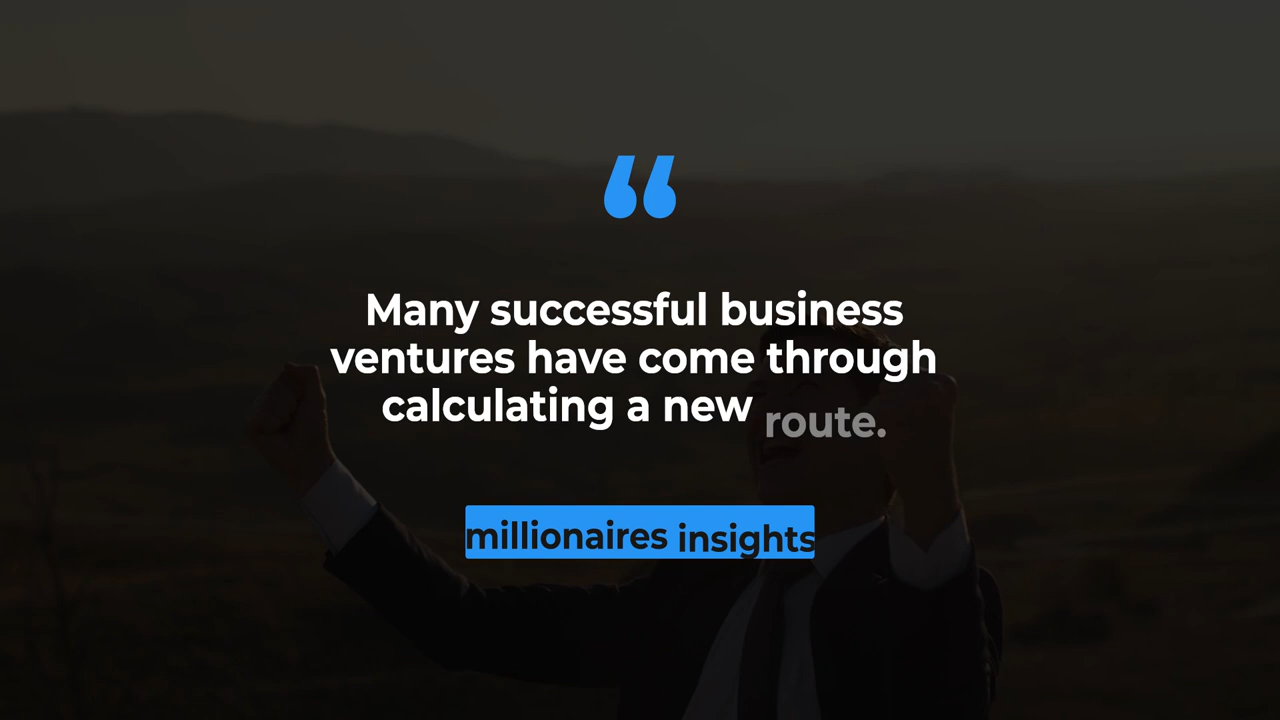 “
Many successful business
ventures have come through
calculating a new route.
millionaires insights